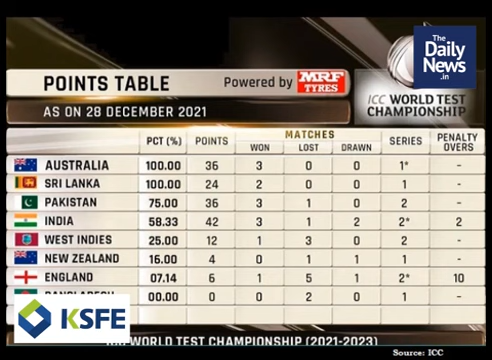 The
Daily
News
.in
POINTS TABLE
Powered by MRF TYRES
AS ON 28 DECEMBER 2021
ICC WORLD TEST
CHAMPIONSHIP
PCT (%) POINTS MATCHES SERIES PENALTY OVERS
WON LOST DRAWN
AUSTRALIA 100.00 36 3 0 0 1* -
SRI LANKA 100.00 24 2 0 0 1 -
PAKISTAN 75.00 36 3 1 0 2 -
INDIA 58.33 42 3 1 2 2* 2
WEST INDIES 25.00 12 1 3 0 2 -
NEW ZEALAND 16.00 4 0 1 1 1 -
ENGLAND 07.14 6 1 5 1 2* 10
BANGLADESH 00.00 0 0 2 0 1 -
KSFE
ICC WORLD TEST CHAMPIONSHIP (2021-2023)
Source: ICC